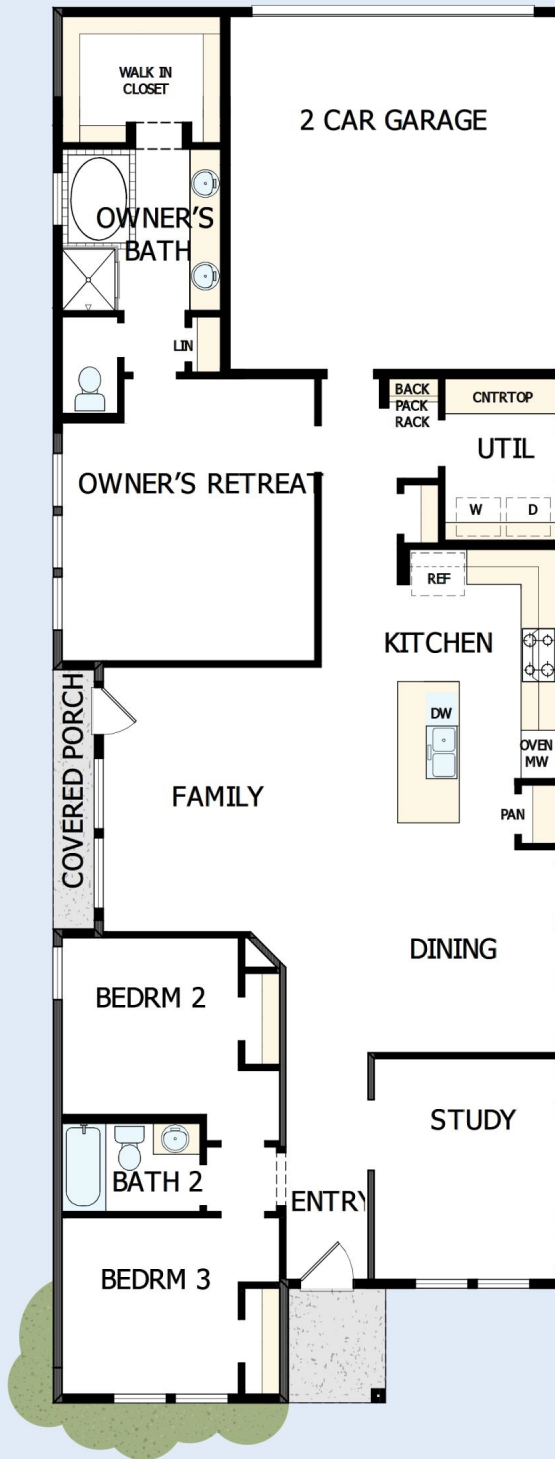 WALK IN
CLOSET
2 CAR GARAGE
OWNER'S
BATH
LIN
BACK
PACK
RACK
CNTRTOP
UTIL
OWNER'S RETREAT
W
D
REF
KITCHEN
COVERED PORCH
DW
OVEN
MW
FAMILY
PAN
DINING
BEDRM 2
STUDY
BATH 2
ENTRY
BEDRM 3